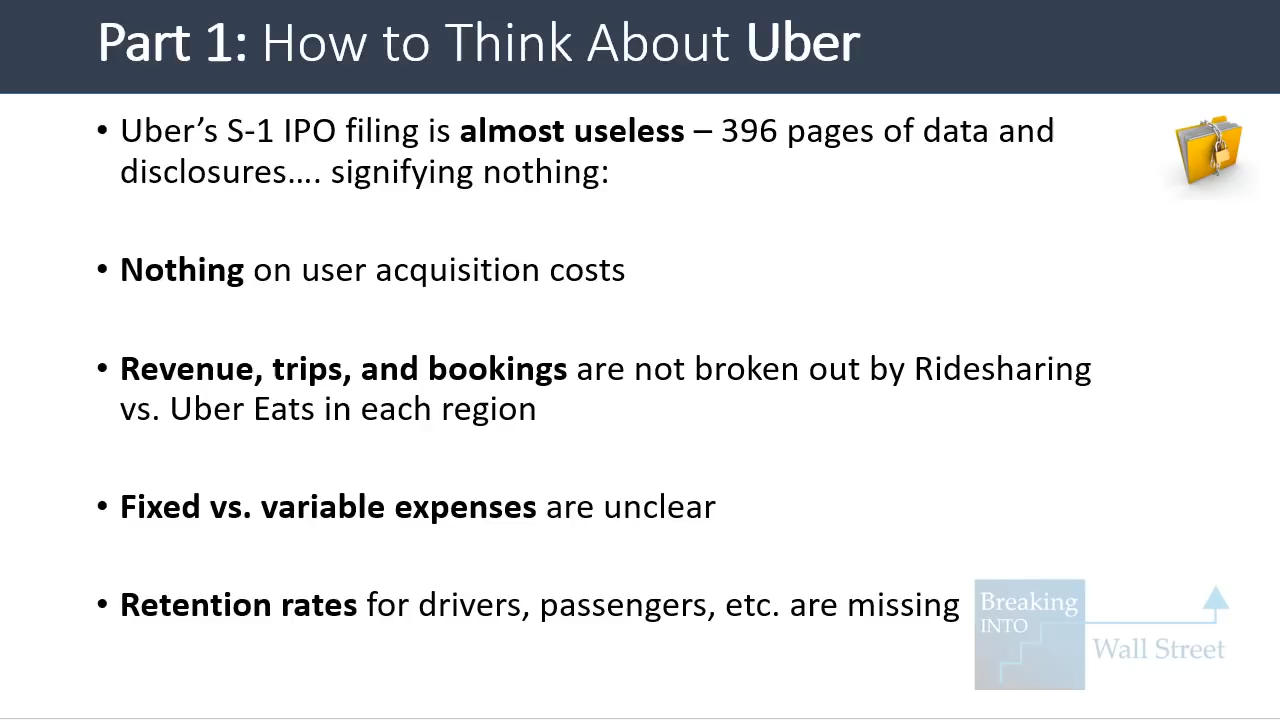 Part 1: How to Think About Uber
• Uber’s S-1 IPO filing is almost useless – 396 pages of data and
disclosures…. signifying nothing:
• Nothing on user acquisition costs
• Revenue, trips, and bookings are not broken out by Ridesharing
vs. Uber Eats in each region
• Fixed vs. variable expenses are unclear
• Retention rates for drivers, passengers, etc. are missing
Breaking
INTO
Wall Street